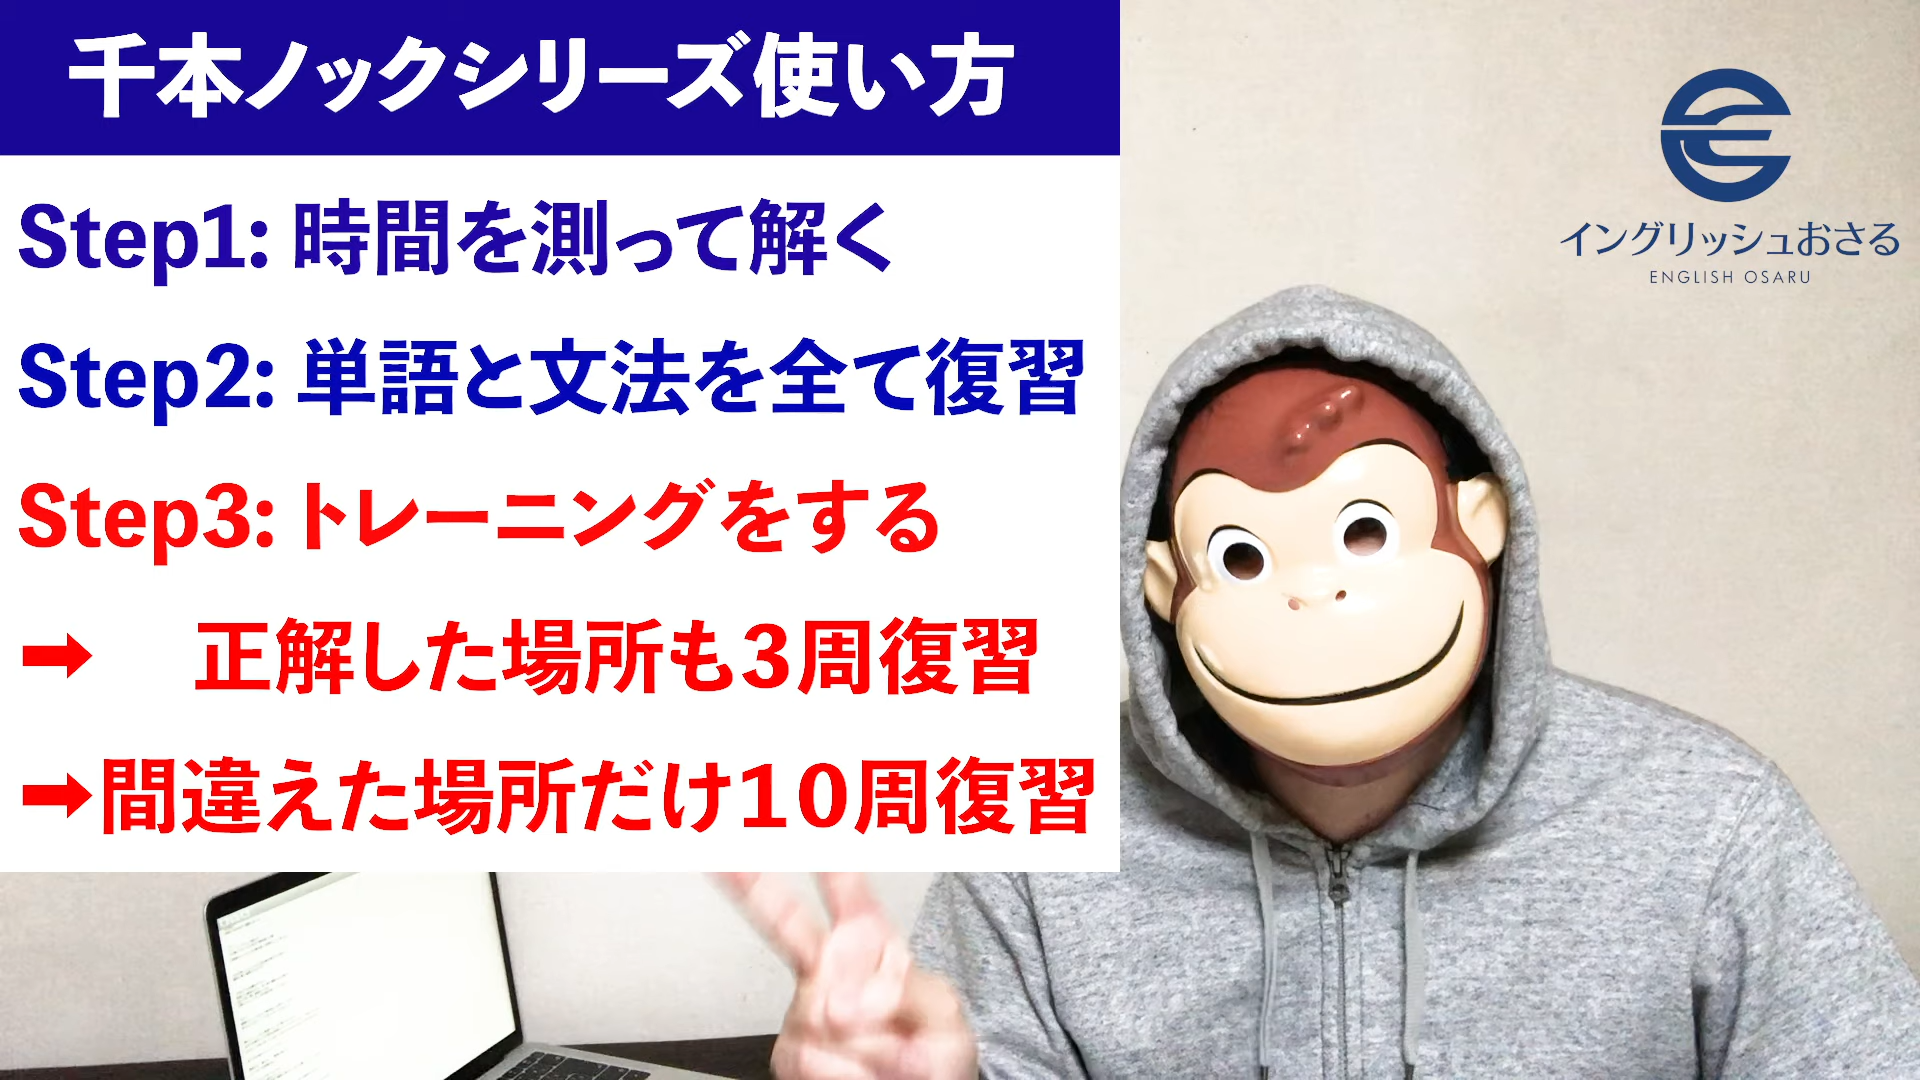 千本ノックシリーズ使い方
Step1: 時間を測って解く
Step2: 単語と文法を全て復習
Step3: トレーニングをする
➡ 正解した場所も3周復習
➡間違えた場所だけ10周復習
イングリッシュおさる
ENGLISH OSARU